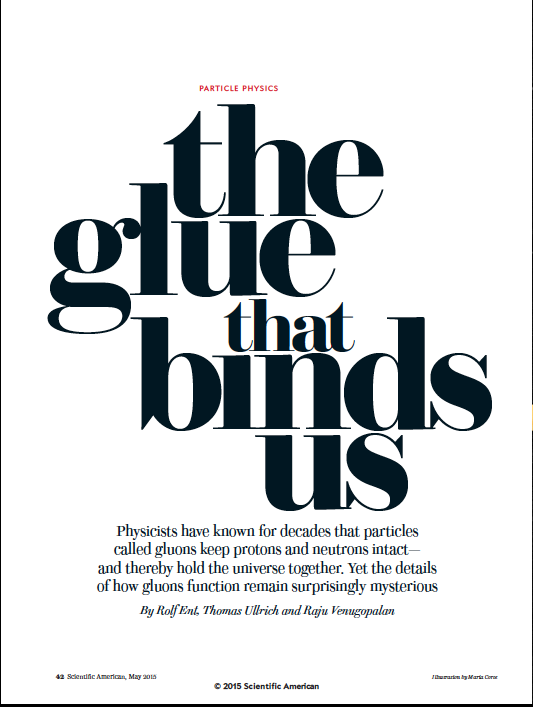 PARTICLE PHYSICS
the
glue
that
binds
us
Physicists have known for decades that particles
called gluons keep protons and neutrons intact—
and thereby hold the universe together. Yet the details
of how gluons function remain surprisingly mysterious
By Rolf Ent, Thomas Ullrich and Raju Venugopalan
42 Scientific American, May 2015
Illustration by Maria Corte
© 2015 Scientific American